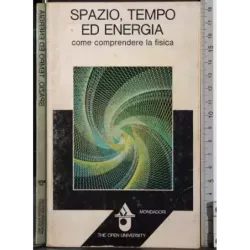 SPAZIO, TEMPO
ED ENERGIA
come comprendere la fisica
MONDADORI
THE OPEN UNIVERSITY